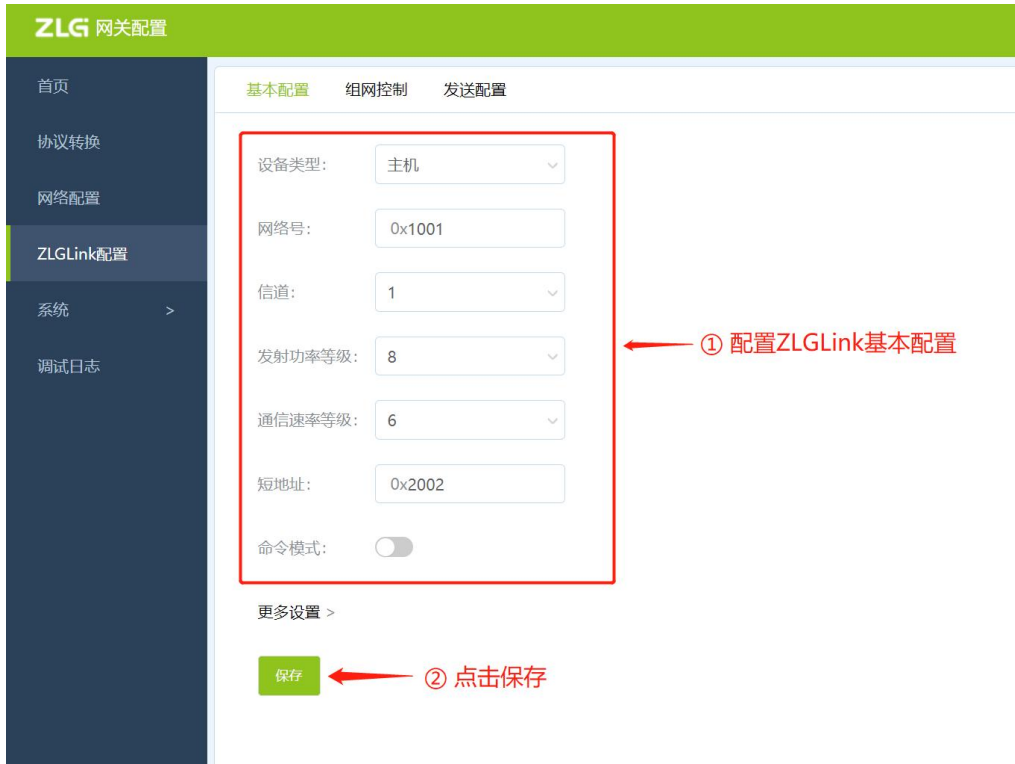 ZLG 网关配置
首页
协议转换
网络配置
ZLGLink配置
系统 >
调试日志
基本配置 组网控制 发送配置
设备类型: 主机
网络号: 0x1001
信道: 1
发射功率等级: 8
通信速率等级: 6
短地址: 0x2002
命令模式:
① 配置ZLGLink基本配置
更多设置 >
保存
② 点击保存